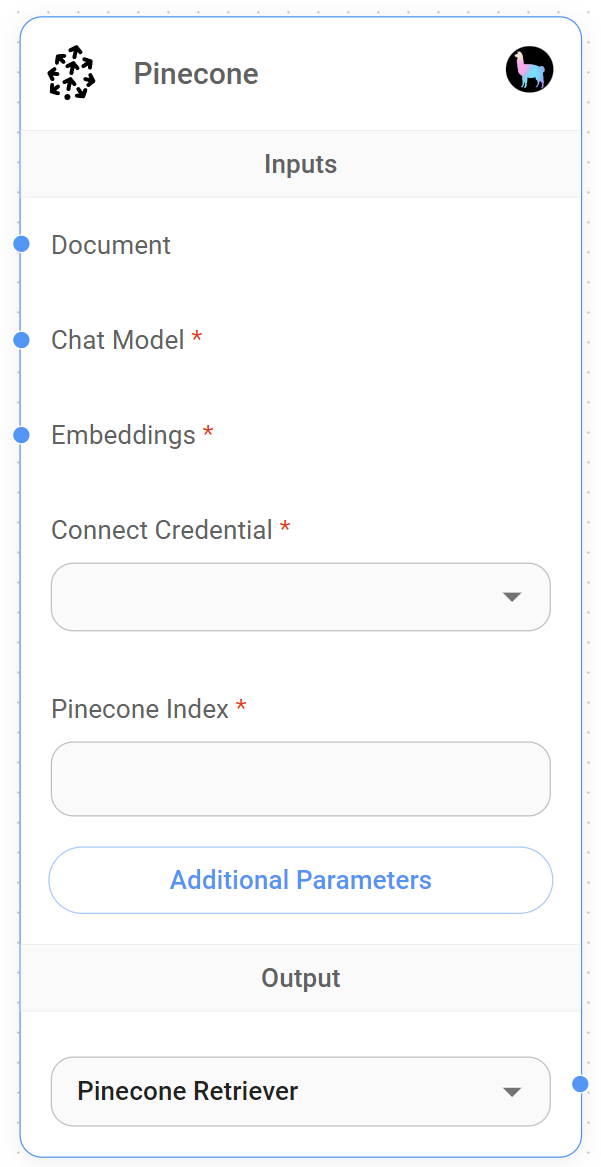 Pinecone
Inputs
Document
Chat Model *
Embeddings *
Connect Credential *
Pinecone Index *
Additional Parameters
Output
Pinecone Retriever